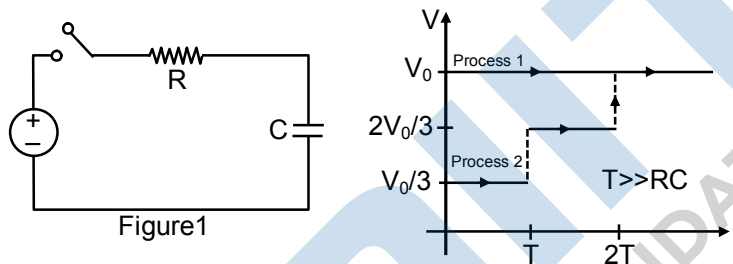 R
C
+
−
Figure1
V
V₀
Process 1
2V₀/3
Process 2
V₀/3
T>>RC
T
2T